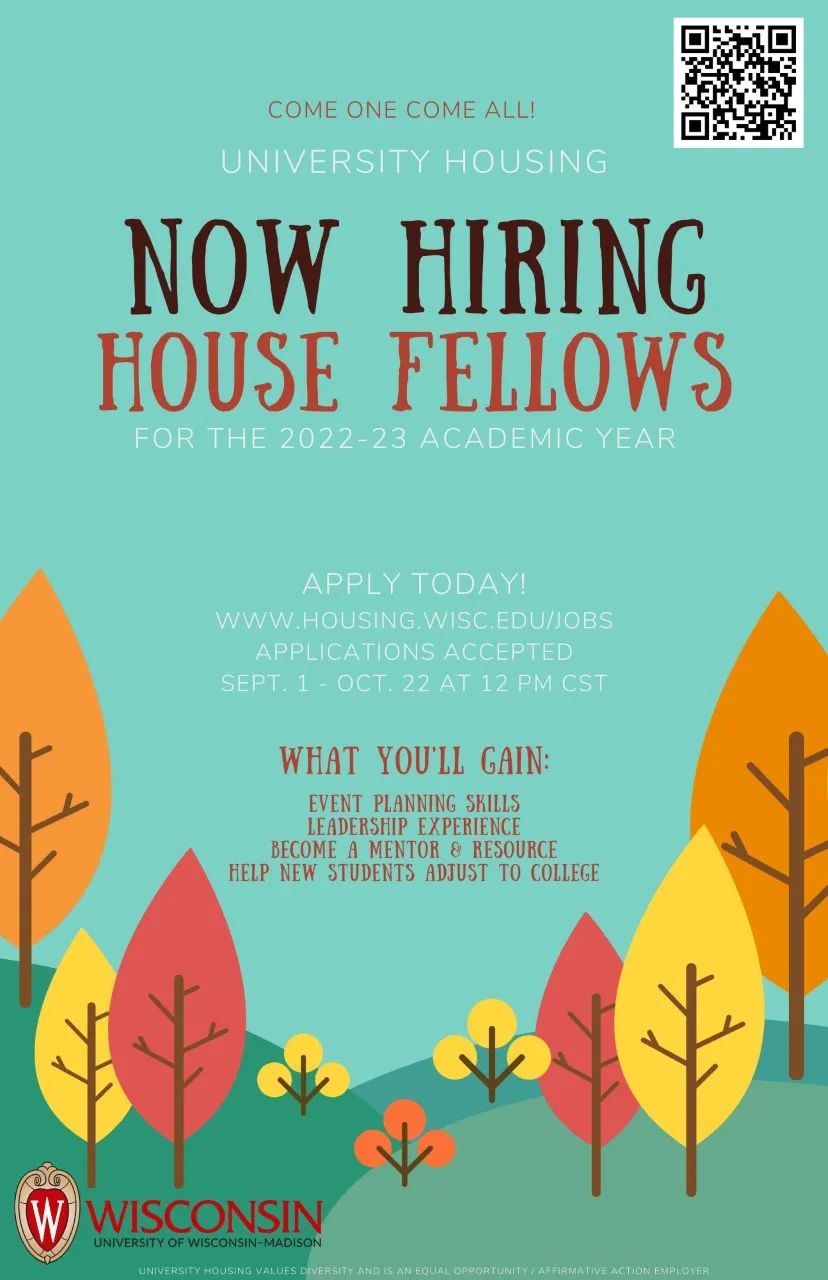 COME ONE COME ALL!
UNIVERSITY HOUSING
NOW HIRING
HOUSE FELLOWS
FOR THE 2022-23 ACADEMIC YEAR
APPLY TODAY!
WWW.HOUSING.WISC.EDU/JOBS
APPLICATIONS ACCEPTED
SEPT. 1 - OCT. 22 AT 12 PM CST
WHAT YOU'LL GAIN:
EVENT PLANNING SKILLS
LEADERSHIP EXPERIENCE
BECOME A MENTOR & RESOURCE
HELP NEW STUDENTS ADJUST TO COLLEGE
W
WISCONSIN
UNIVERSITY OF WISCONSIN–MADISON
UNIVERSITY HOUSING VALUES DIVERSITY AND IS AN EQUAL OPPORTUNITY / AFFIRMATIVE ACTION EMPLOYER.